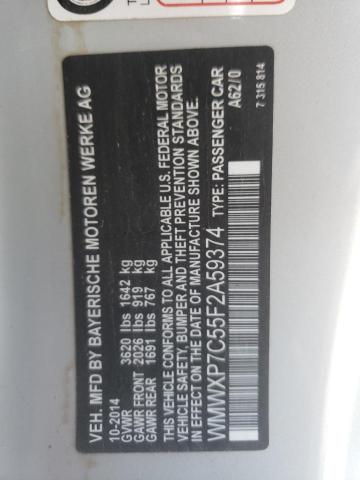 VEH. MFD BY BAYERISCHE MOTOREN WERKE AG
10-2014
GVWR 3620 lbs 1642 kg
GAWR FRONT 2026 lbs 919 kg
GAWR REAR 1691 lbs 767 kg
THIS VEHICLE CONFORMS TO ALL APPLICABLE U.S. FEDERAL MOTOR
VEHICLE SAFETY, BUMPER, AND THEFT PREVENTION STANDARDS
IN EFFECT ON THE DATE OF MANUFACTURE SHOWN ABOVE.
WMWXP7C55F2A59374 TYPE: PASSENGER CAR
A62/0
7 315 814